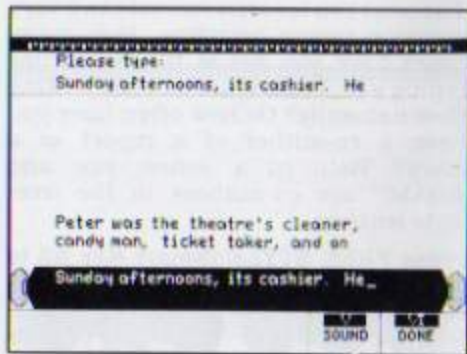 Please type:
Sunday afternoons, its cashier. He
Peter was the theatre's cleaner,
candy man, ticket taker, and on
Sunday afternoons, its cashier. He_
SOUND DONE